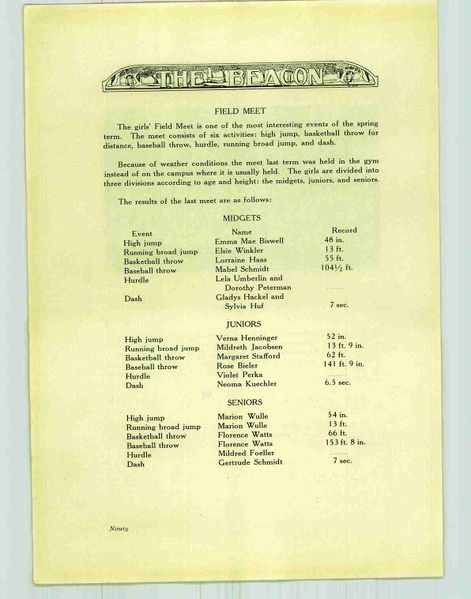 THE BEACON
FIELD MEET
The girls' Field Meet is one of the most interesting events of the spring
term. The meet consists of six activities: high jump, basketball throw for
distance, baseball throw, hurdle, running broad jump, and dash.
Because of weather conditions the meet last term was held in the gym
instead of on the campus where it is usually held. The girls are divided into
three divisions according to age and height: the midgets, juniors, and seniors.
The results of the last meet are as follows:
MIDGETS
Event Name Record
High jump Emma Mae Biswell 48 in.
Running broad jump Elsie Winkler 13 ft.
Basketball throw Lorraine Haas 55 ft.
Baseball throw Mabel Schmidt 104½ ft.
Hurdle Lela Umberlin and
Dorothy Peterman ........
Dash Gladys Hackel and
Sylvia Huf 7 sec.
JUNIORS
High jump Verna Henninger 52 in.
Running broad jump Mildreth Jacobsen 13 ft. 9 in.
Basketball throw Margaret Stafford 62 ft.
Baseball throw Rose Bieler 141 ft. 9 in.
Hurdle Violet Perka ........
Dash Neoma Kuechler 6.5 sec.
SENIORS
High jump Marion Wulle 54 in.
Running broad jump Marion Wulle 13 ft.
Basketball throw Florence Watts 66 ft.
Baseball throw Florence Watts 153 ft. 8 in.
Hurdle Mildred Foeller ........
Dash Gertrude Schmidt 7 sec.
Ninety